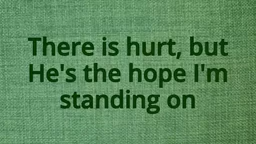 There is hurt, but
He's the hope I'm
standing on